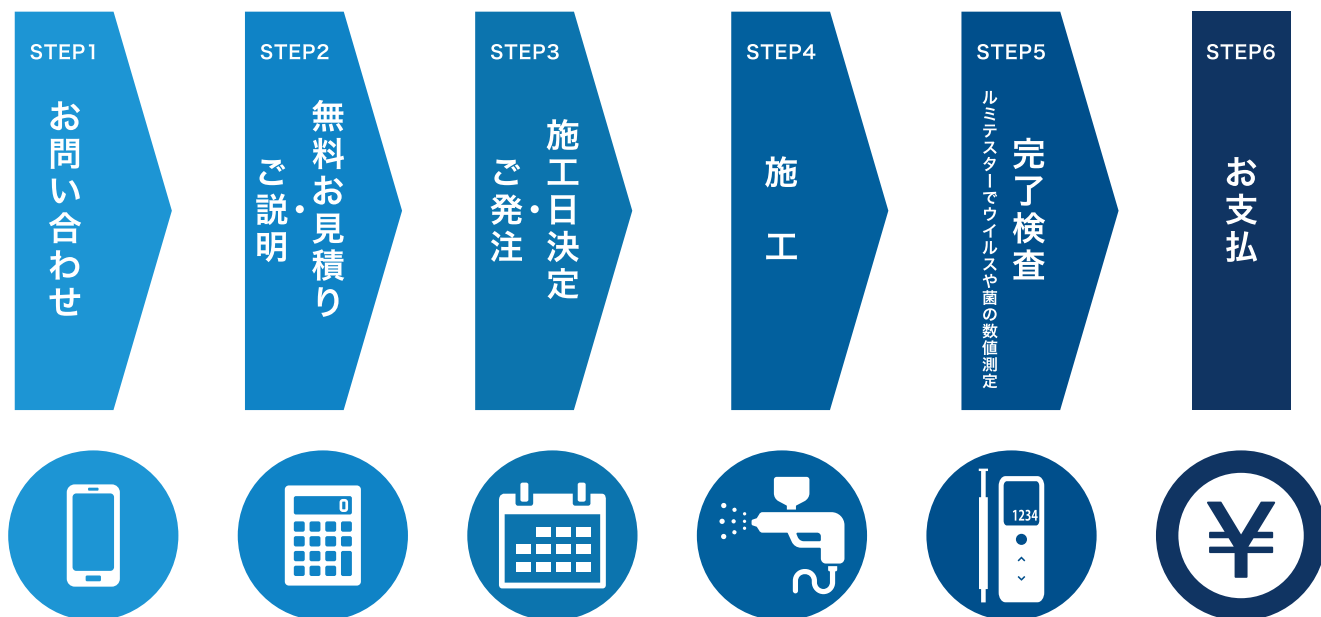 STEP1
お問い合わせ
STEP2
無料お見積り・
ご説明
STEP3
施工日決定・
ご発注
STEP4
施工
STEP5
完了検査
ルミテスターでウイルスや菌の数値測定
STEP6
お支払
0
1234
¥